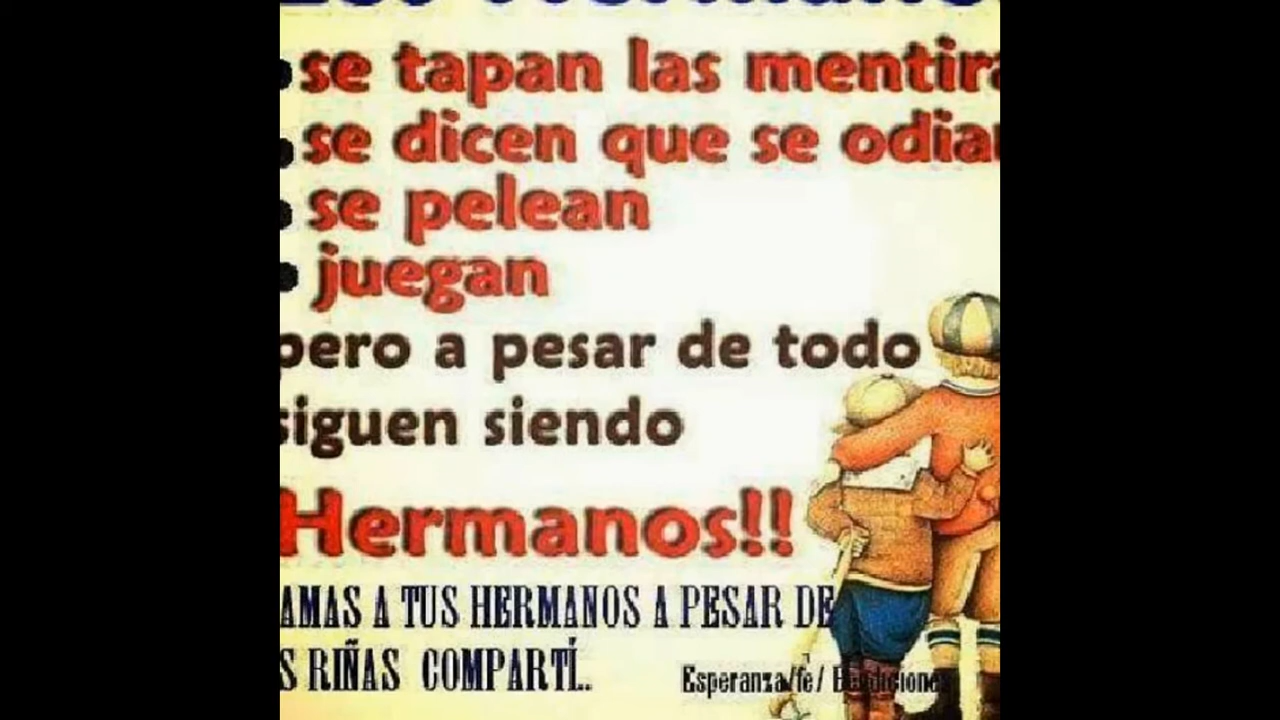 se tapan las mentira
se dicen que se odia
se pelean
juegan
pero a pesar de todo
siguen siendo
Hermanos!!
AMAS A TUS HERMANOS A PESAR DE
S RIÑAS COMPARTÍ..
Esperanza/fe/ Bendiciones